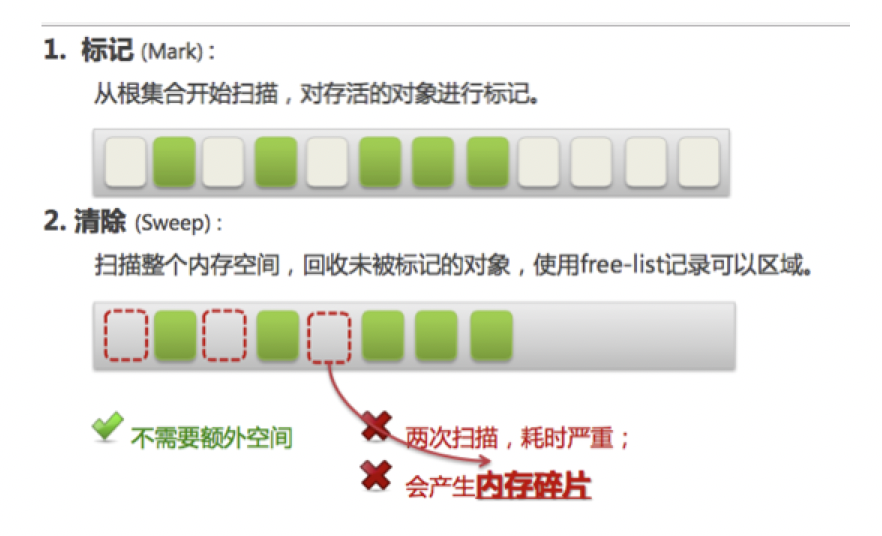 1. 标记 (Mark)：
从根集合开始扫描，对存活的对象进行标记。
2. 清除 (Sweep)：
扫描整个内存空间，回收未被标记的对象，使用free-list记录可以区域。
不需要额外空间
两次扫描，耗时严重；
会产生内存碎片